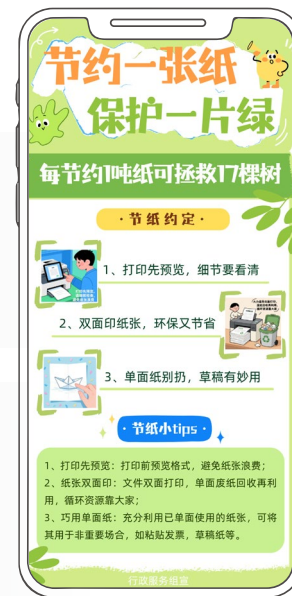 节约一张纸
保护一片绿
每节约1吨纸可拯救17棵树
·节纸约定·
1、打印先预览，细节要看清
2、双面印纸张，环保又节省
3、单面纸别扔，草稿有妙用
·节纸小tips·
1、打印先预览：打印前预览格式，避免纸张浪费；
2、纸张双面印：文件双面打印，单面废纸回收再利
用，循环资源靠大家；
3、巧用单面纸：充分利用已单面使用的纸张，可将
其用于非重要场合，如粘贴发票，草稿纸等。
行政服务组宣